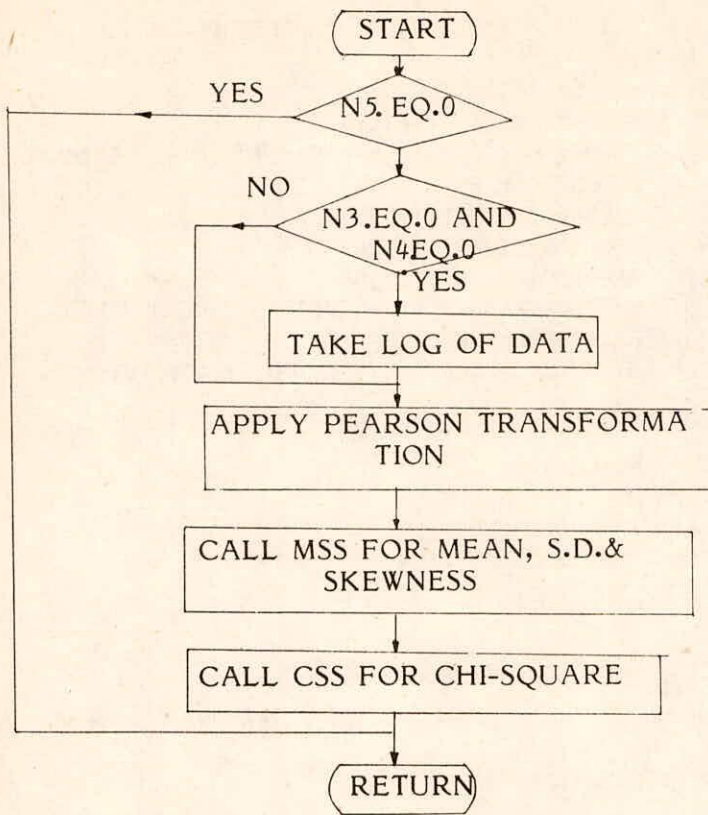 START
YES
N5. EQ.0
NO
N3.EQ.0 AND
N4EQ.0
YES
TAKE LOG OF DATA
APPLY PEARSON TRANSFORMA
TION
CALL MSS FOR MEAN, S.D.&
SKEWNESS
CALL CSS FOR CHI-SQUARE
RETURN